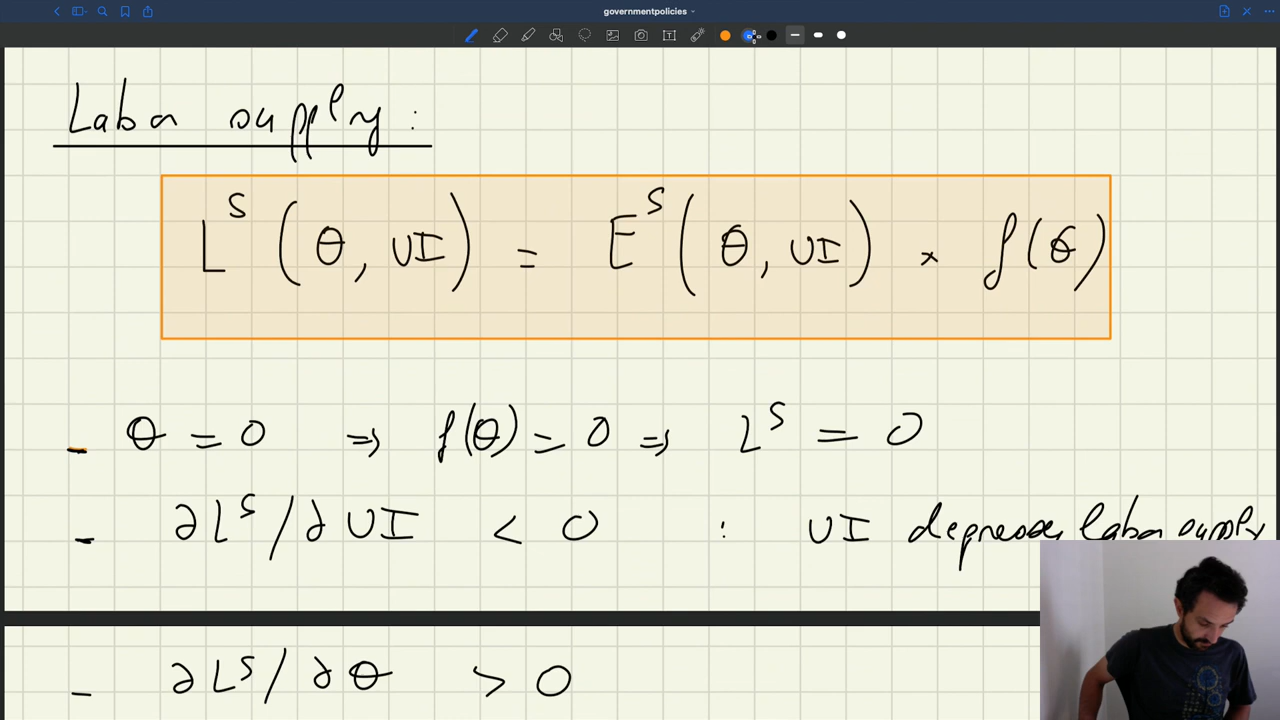 governmentpolicies
Labor supply :
L^S (θ, UI) = E^S (θ, UI) × f(θ)
- θ = 0 ⇒ f(θ) = 0 ⇒ L^S = 0
- ∂L^S/∂UI < 0 : UI depresses labor supply
- ∂L^S/∂θ > 0